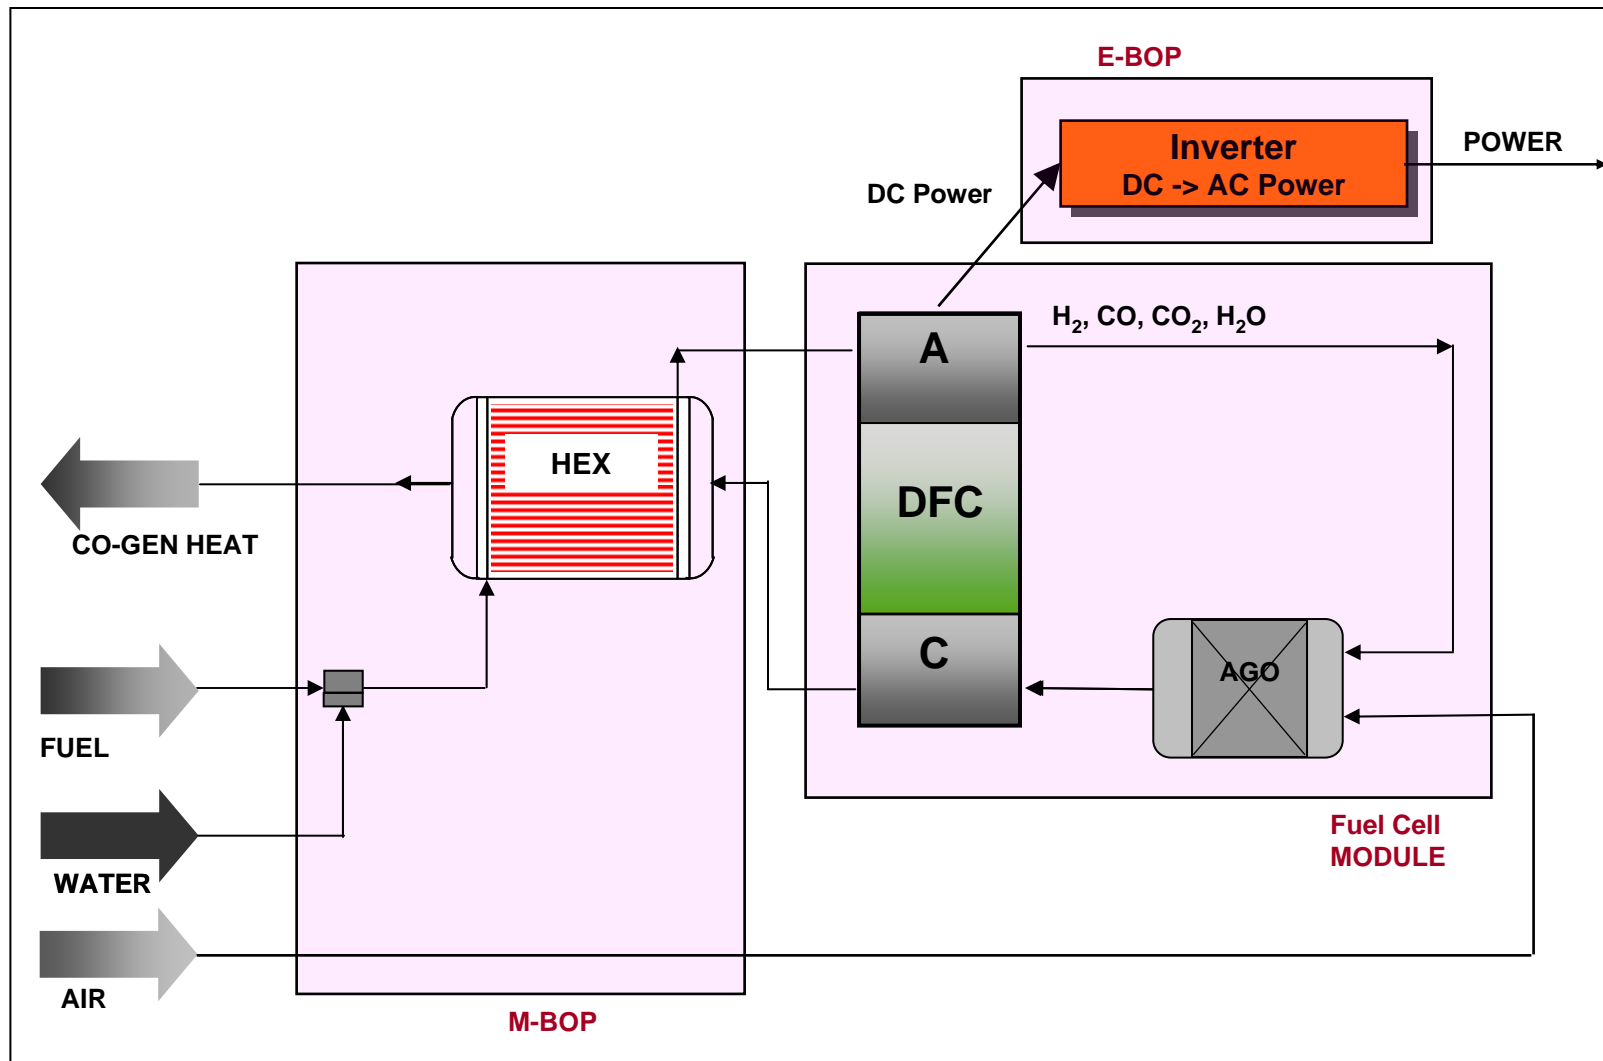 E-BOP
Inverter
DC -> AC Power
POWER
DC Power
A
H₂, CO, CO₂, H₂O
HEX
DFC
CO-GEN HEAT
C
AGO
FUEL
Fuel Cell
MODULE
WATER
AIR
M-BOP